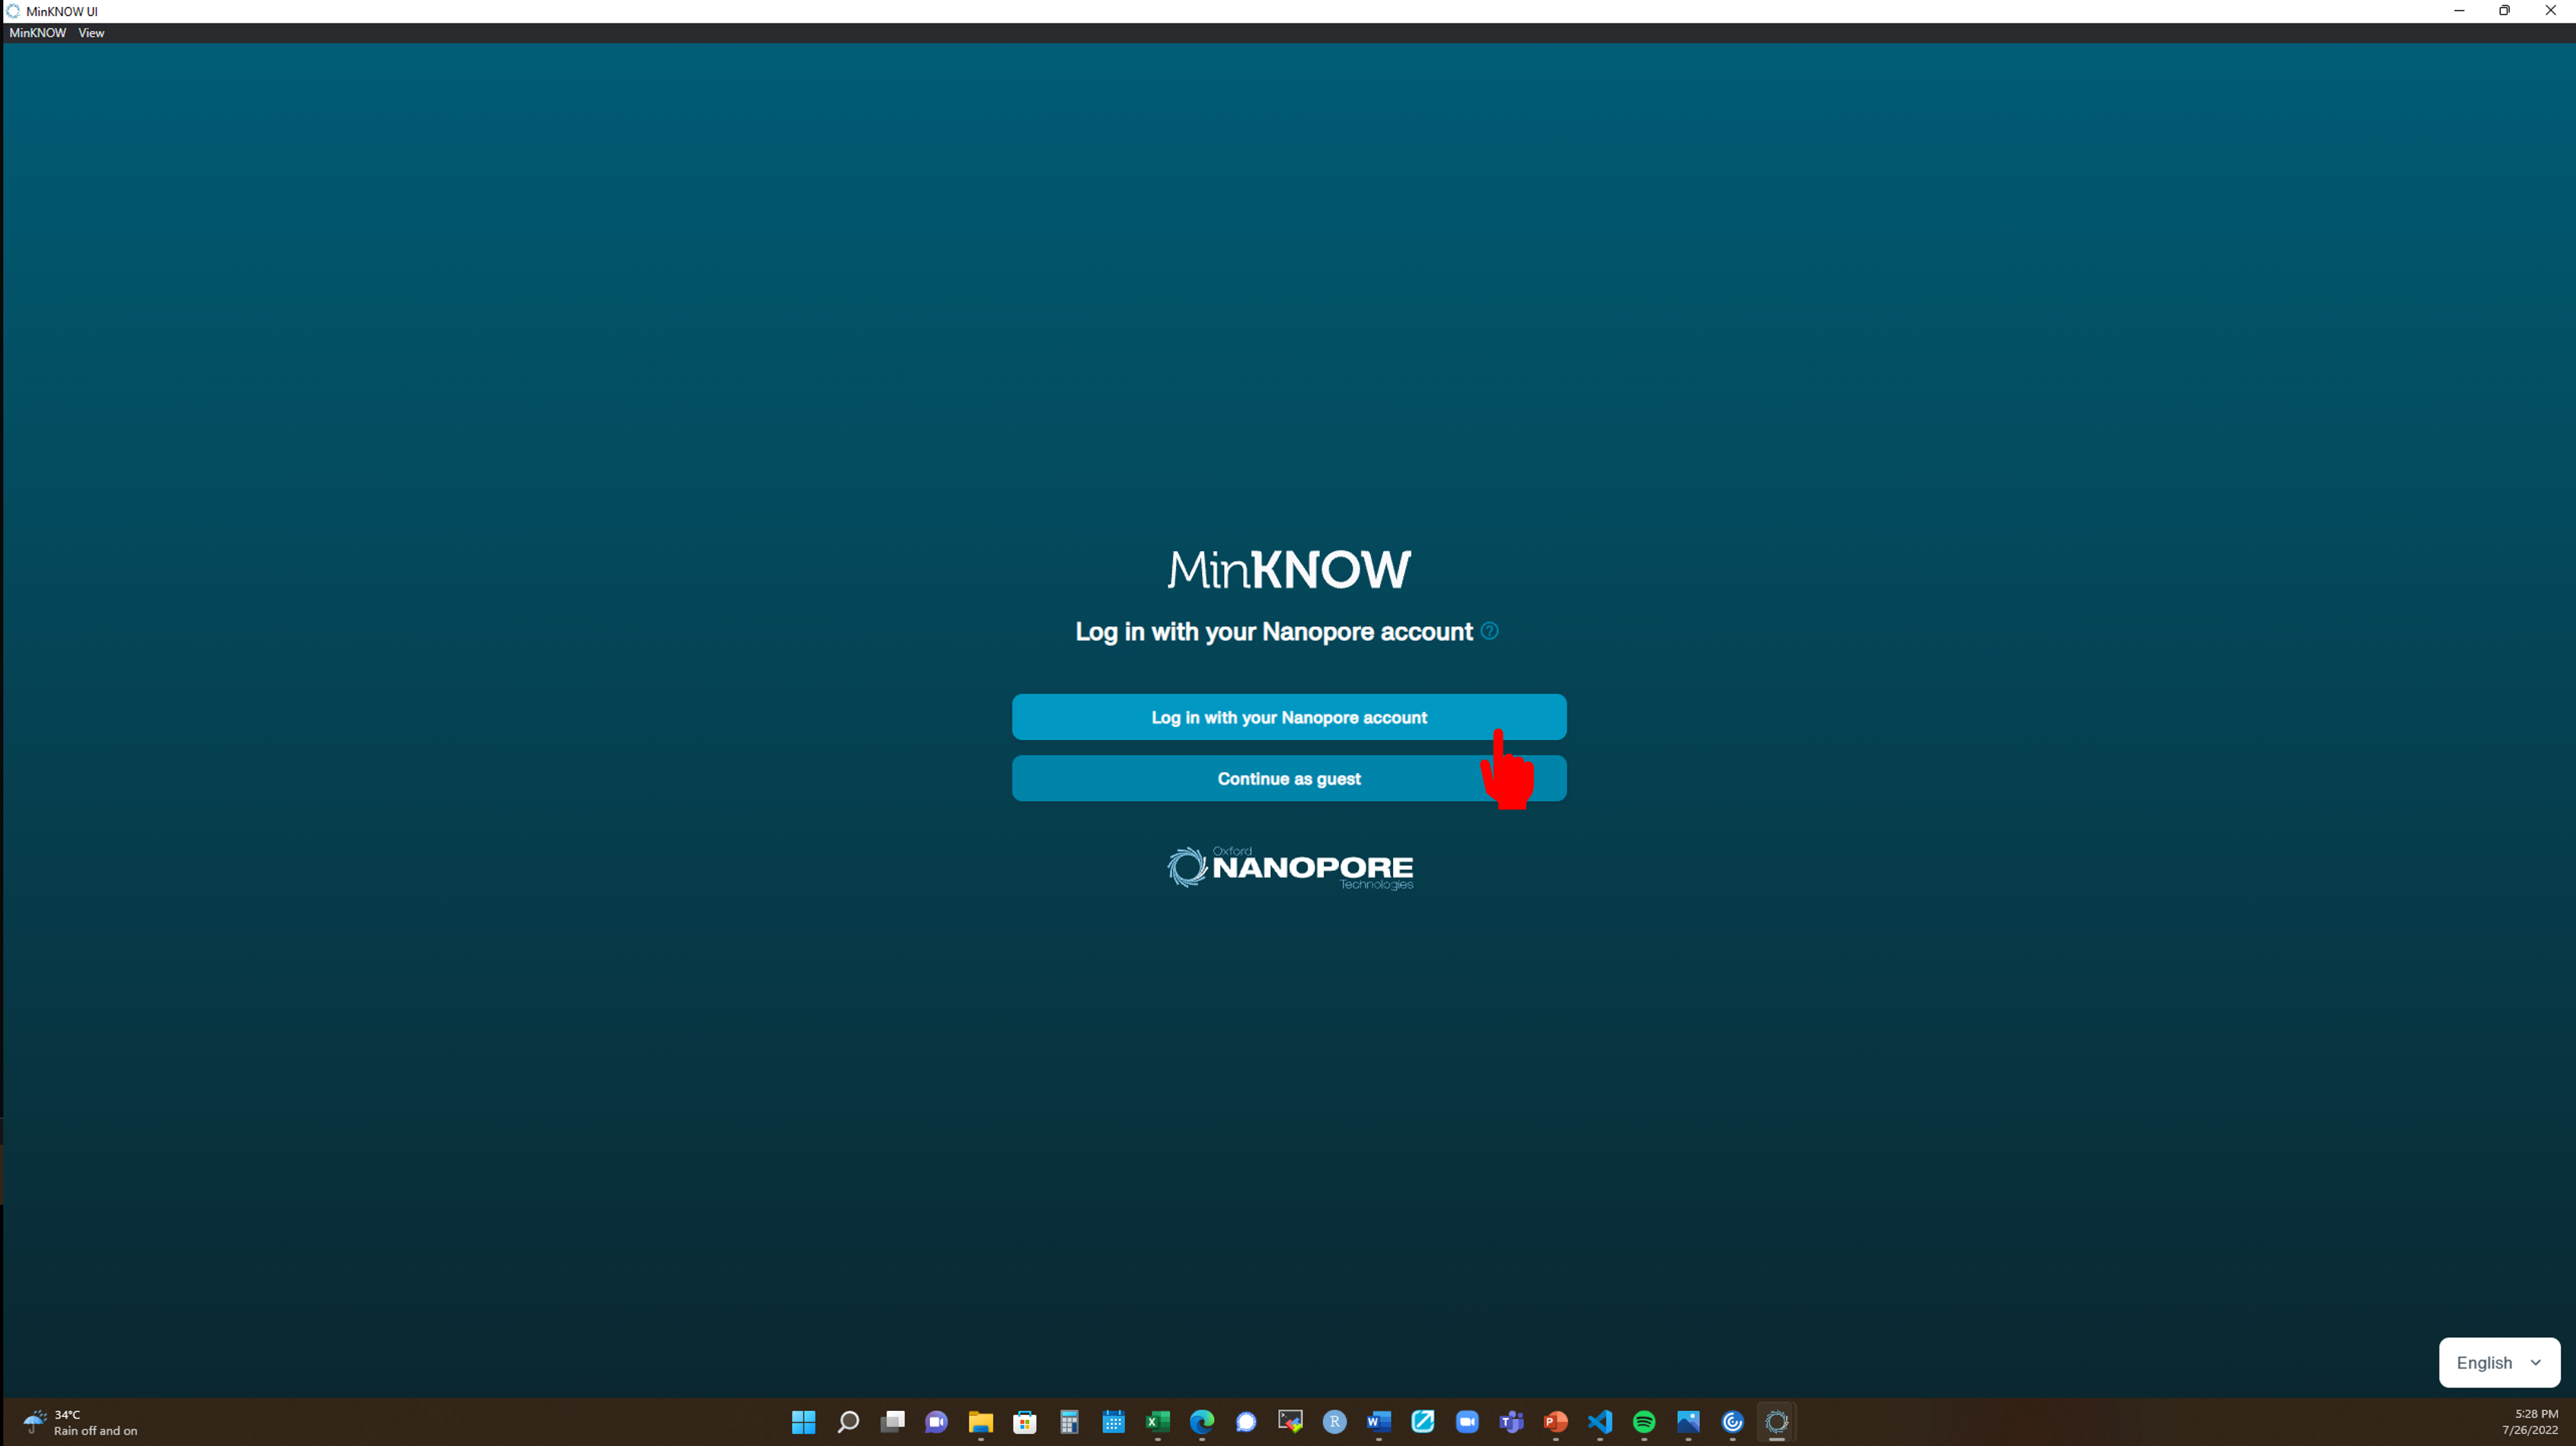 MinKNOW UI
MinKNOW View
MinKNOW
Log in with your Nanopore account ?
Log in with your Nanopore account
Continue as guest
Oxford
NANOPORE
Technologies
English
34°C
Rain off and on
5:28 PM
7/26/2022